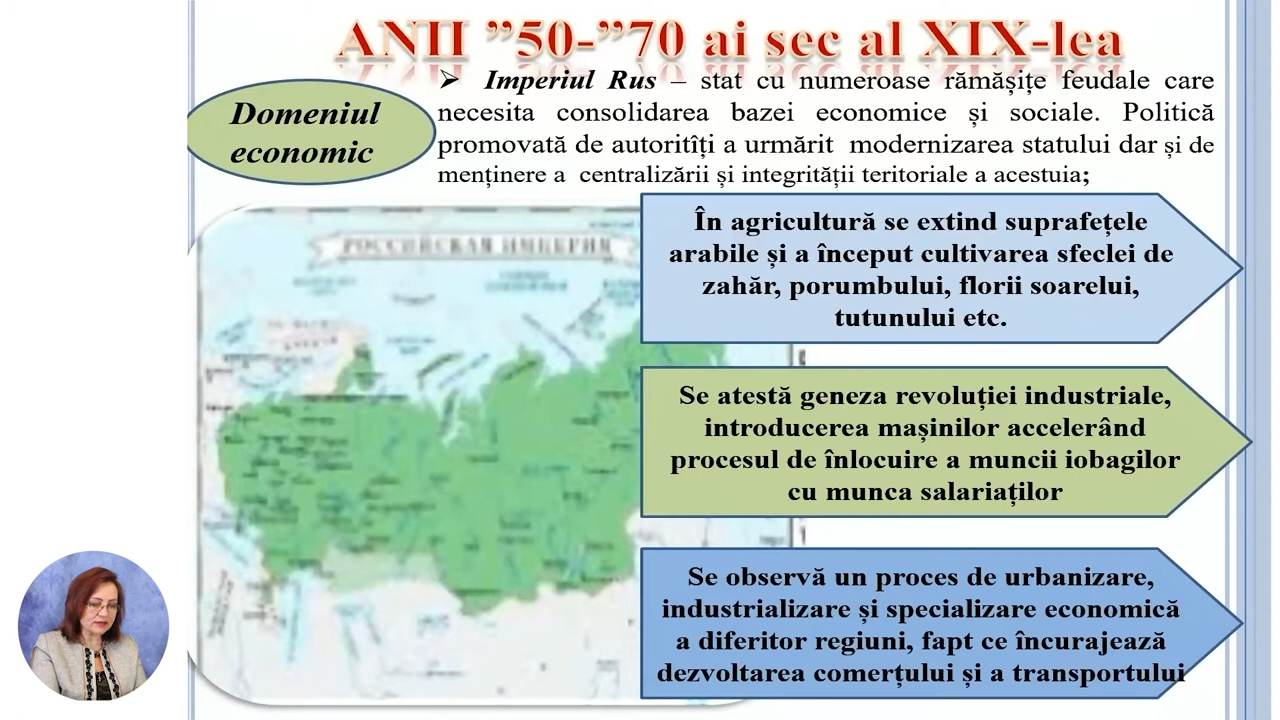 ANII ”50-”70 ai sec al XIX-lea
Domeniul
economic
➢ Imperiul Rus – stat cu numeroase rămășițe feudale care
necesita consolidarea bazei economice și sociale. Politică
promovată de autoritîți a urmărit modernizarea statului dar și de
menținere a centralizării și integrității teritoriale a acestuia;
РОССИЙСКАЯ ИМПЕРИЯ
În agricultură se extind suprafețele
arabile și a început cultivarea sfeclei de
zahăr, porumbului, florii soarelui,
tutunului etc.
Se atestă geneza revoluției industriale,
introducerea mașinilor accelerând
procesul de înlocuire a muncii iobagilor
cu munca salariaților
Se observă un proces de urbanizare,
industrializare și specializare economică
a diferitor regiuni, fapt ce încurajează
dezvoltarea comerțului și a transportului